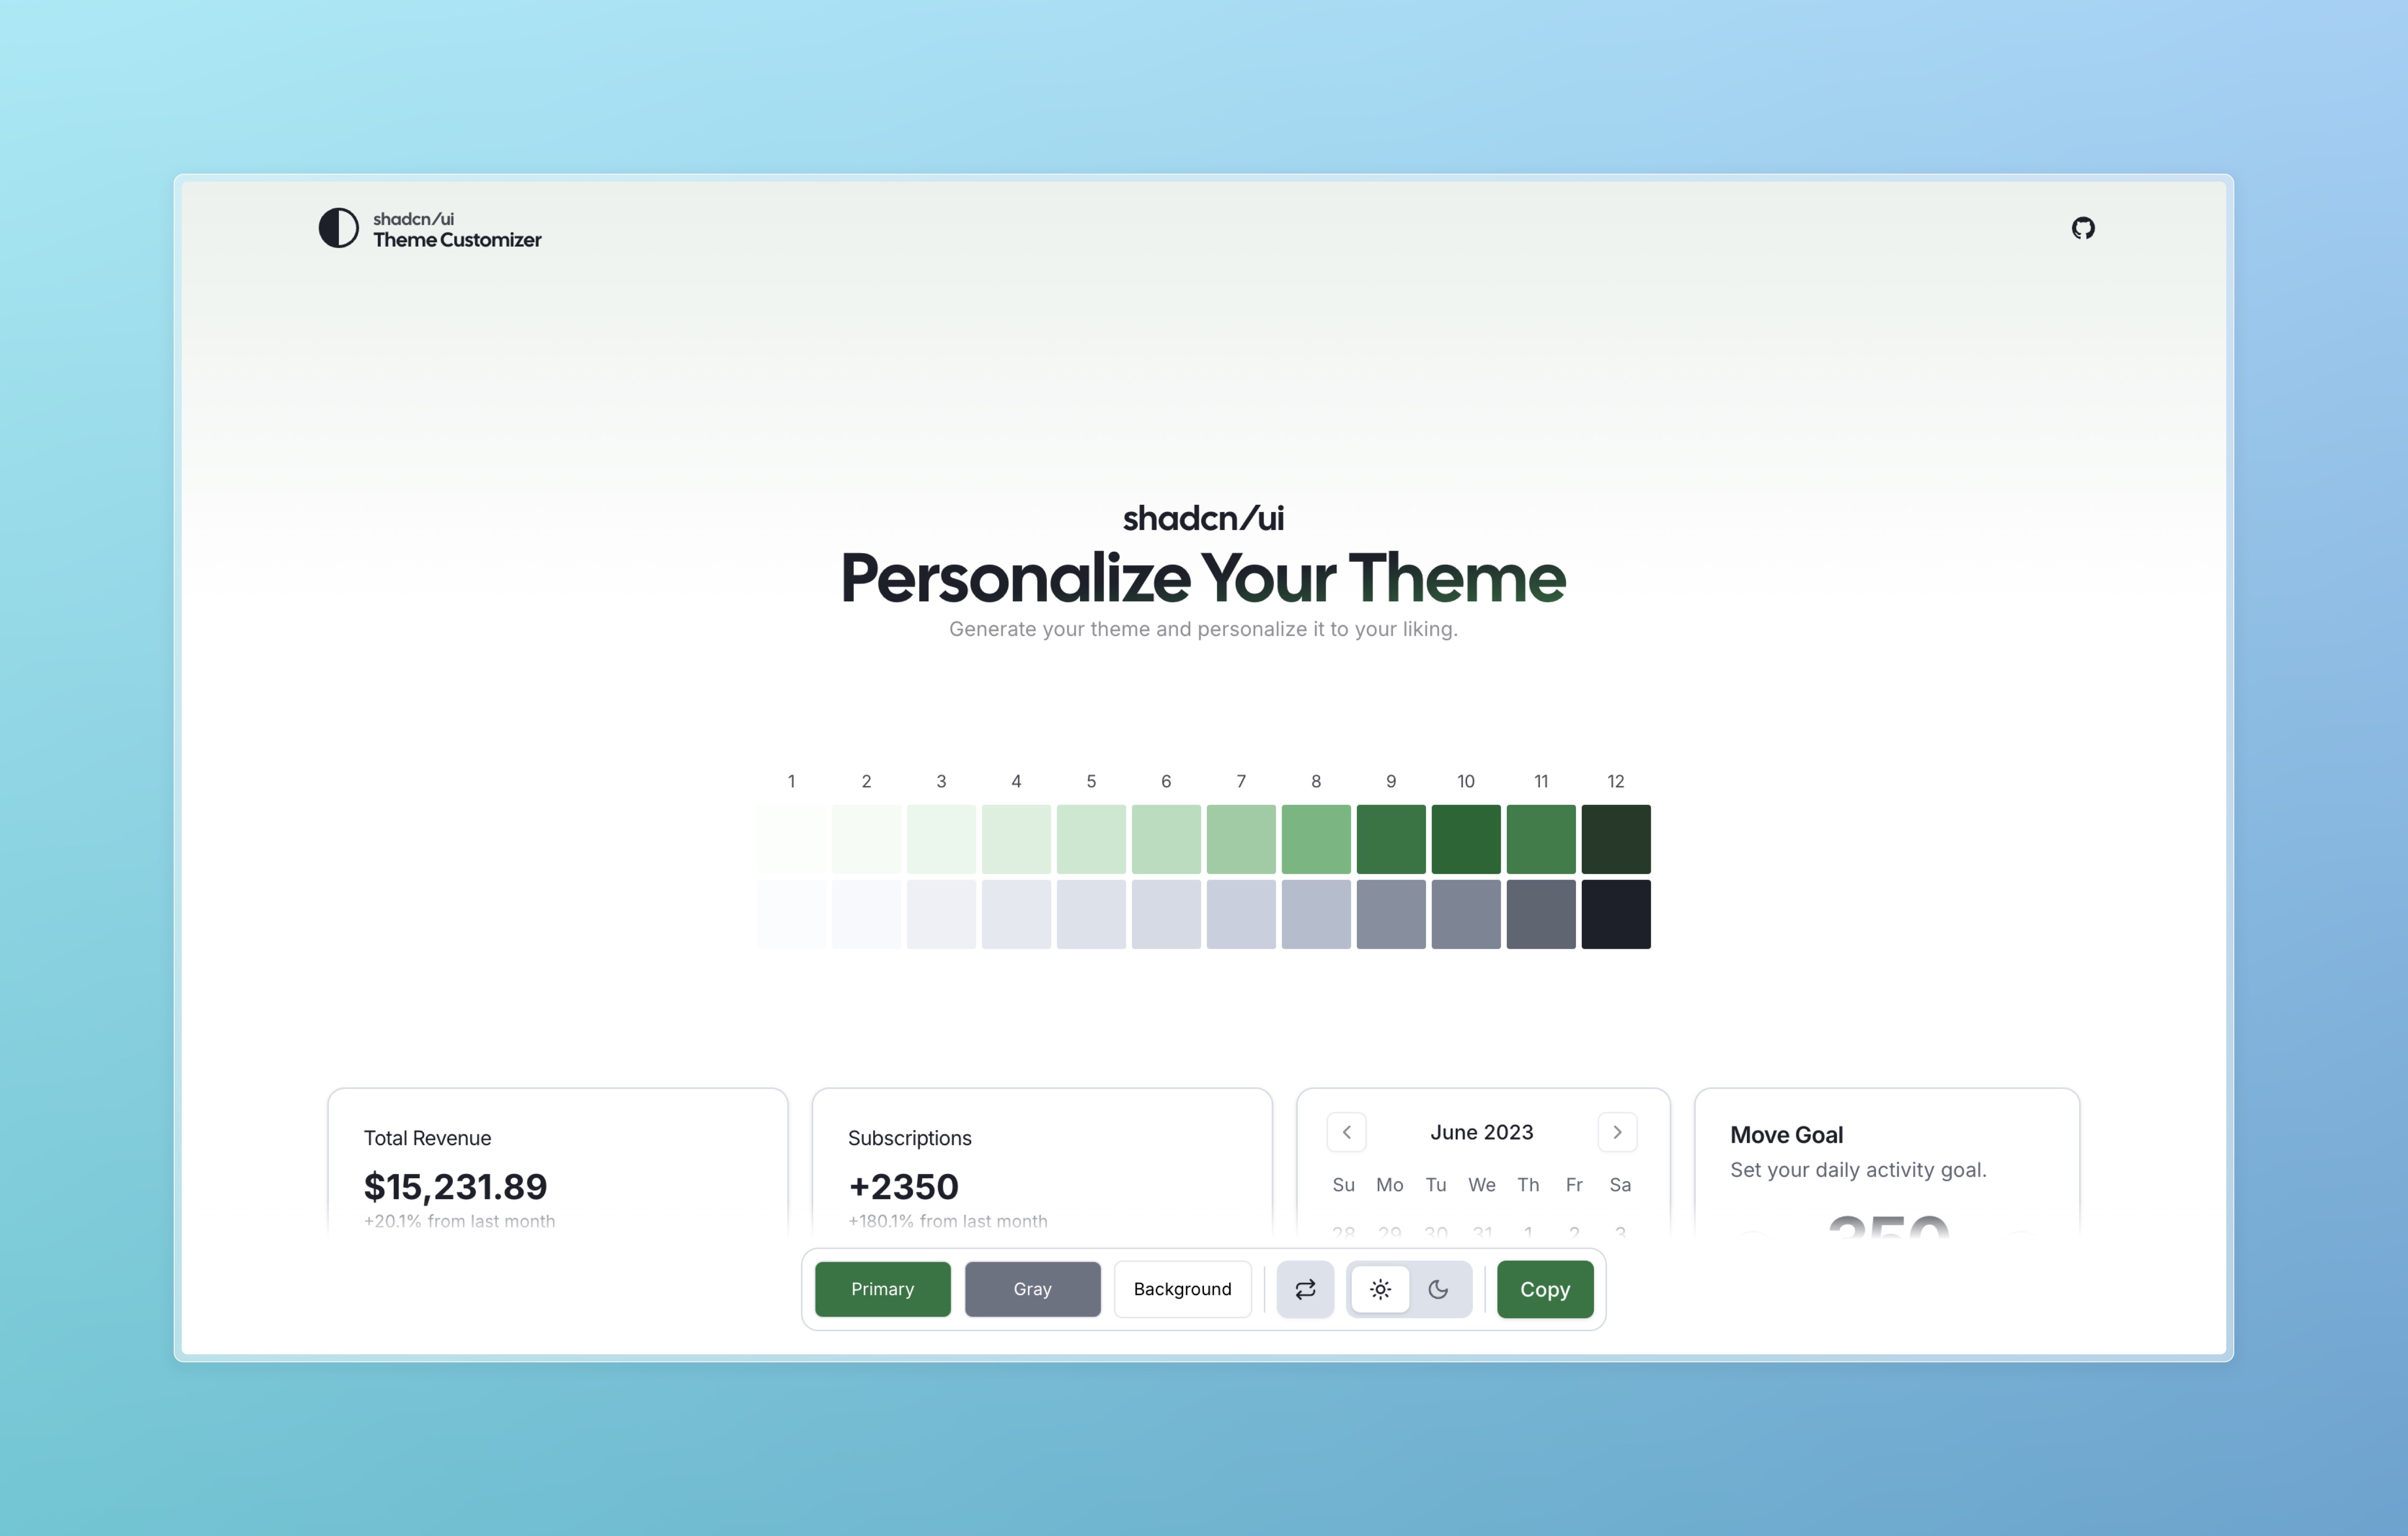 shadcn/ui
Theme Customizer
shadcn/ui
Personalize Your Theme
Generate your theme and personalize it to your liking.
1 2 3 4 5 6 7 8 9 10 11 12
Total Revenue
$15,231.89
+20.1% from last month
Subscriptions
+2350
+180.1% from last month
June 2023
Su Mo Tu We Th Fr Sa
28 29 30 31 1 2 3
Move Goal
Set your daily activity goal.
350
Primary
Gray
Background
Copy